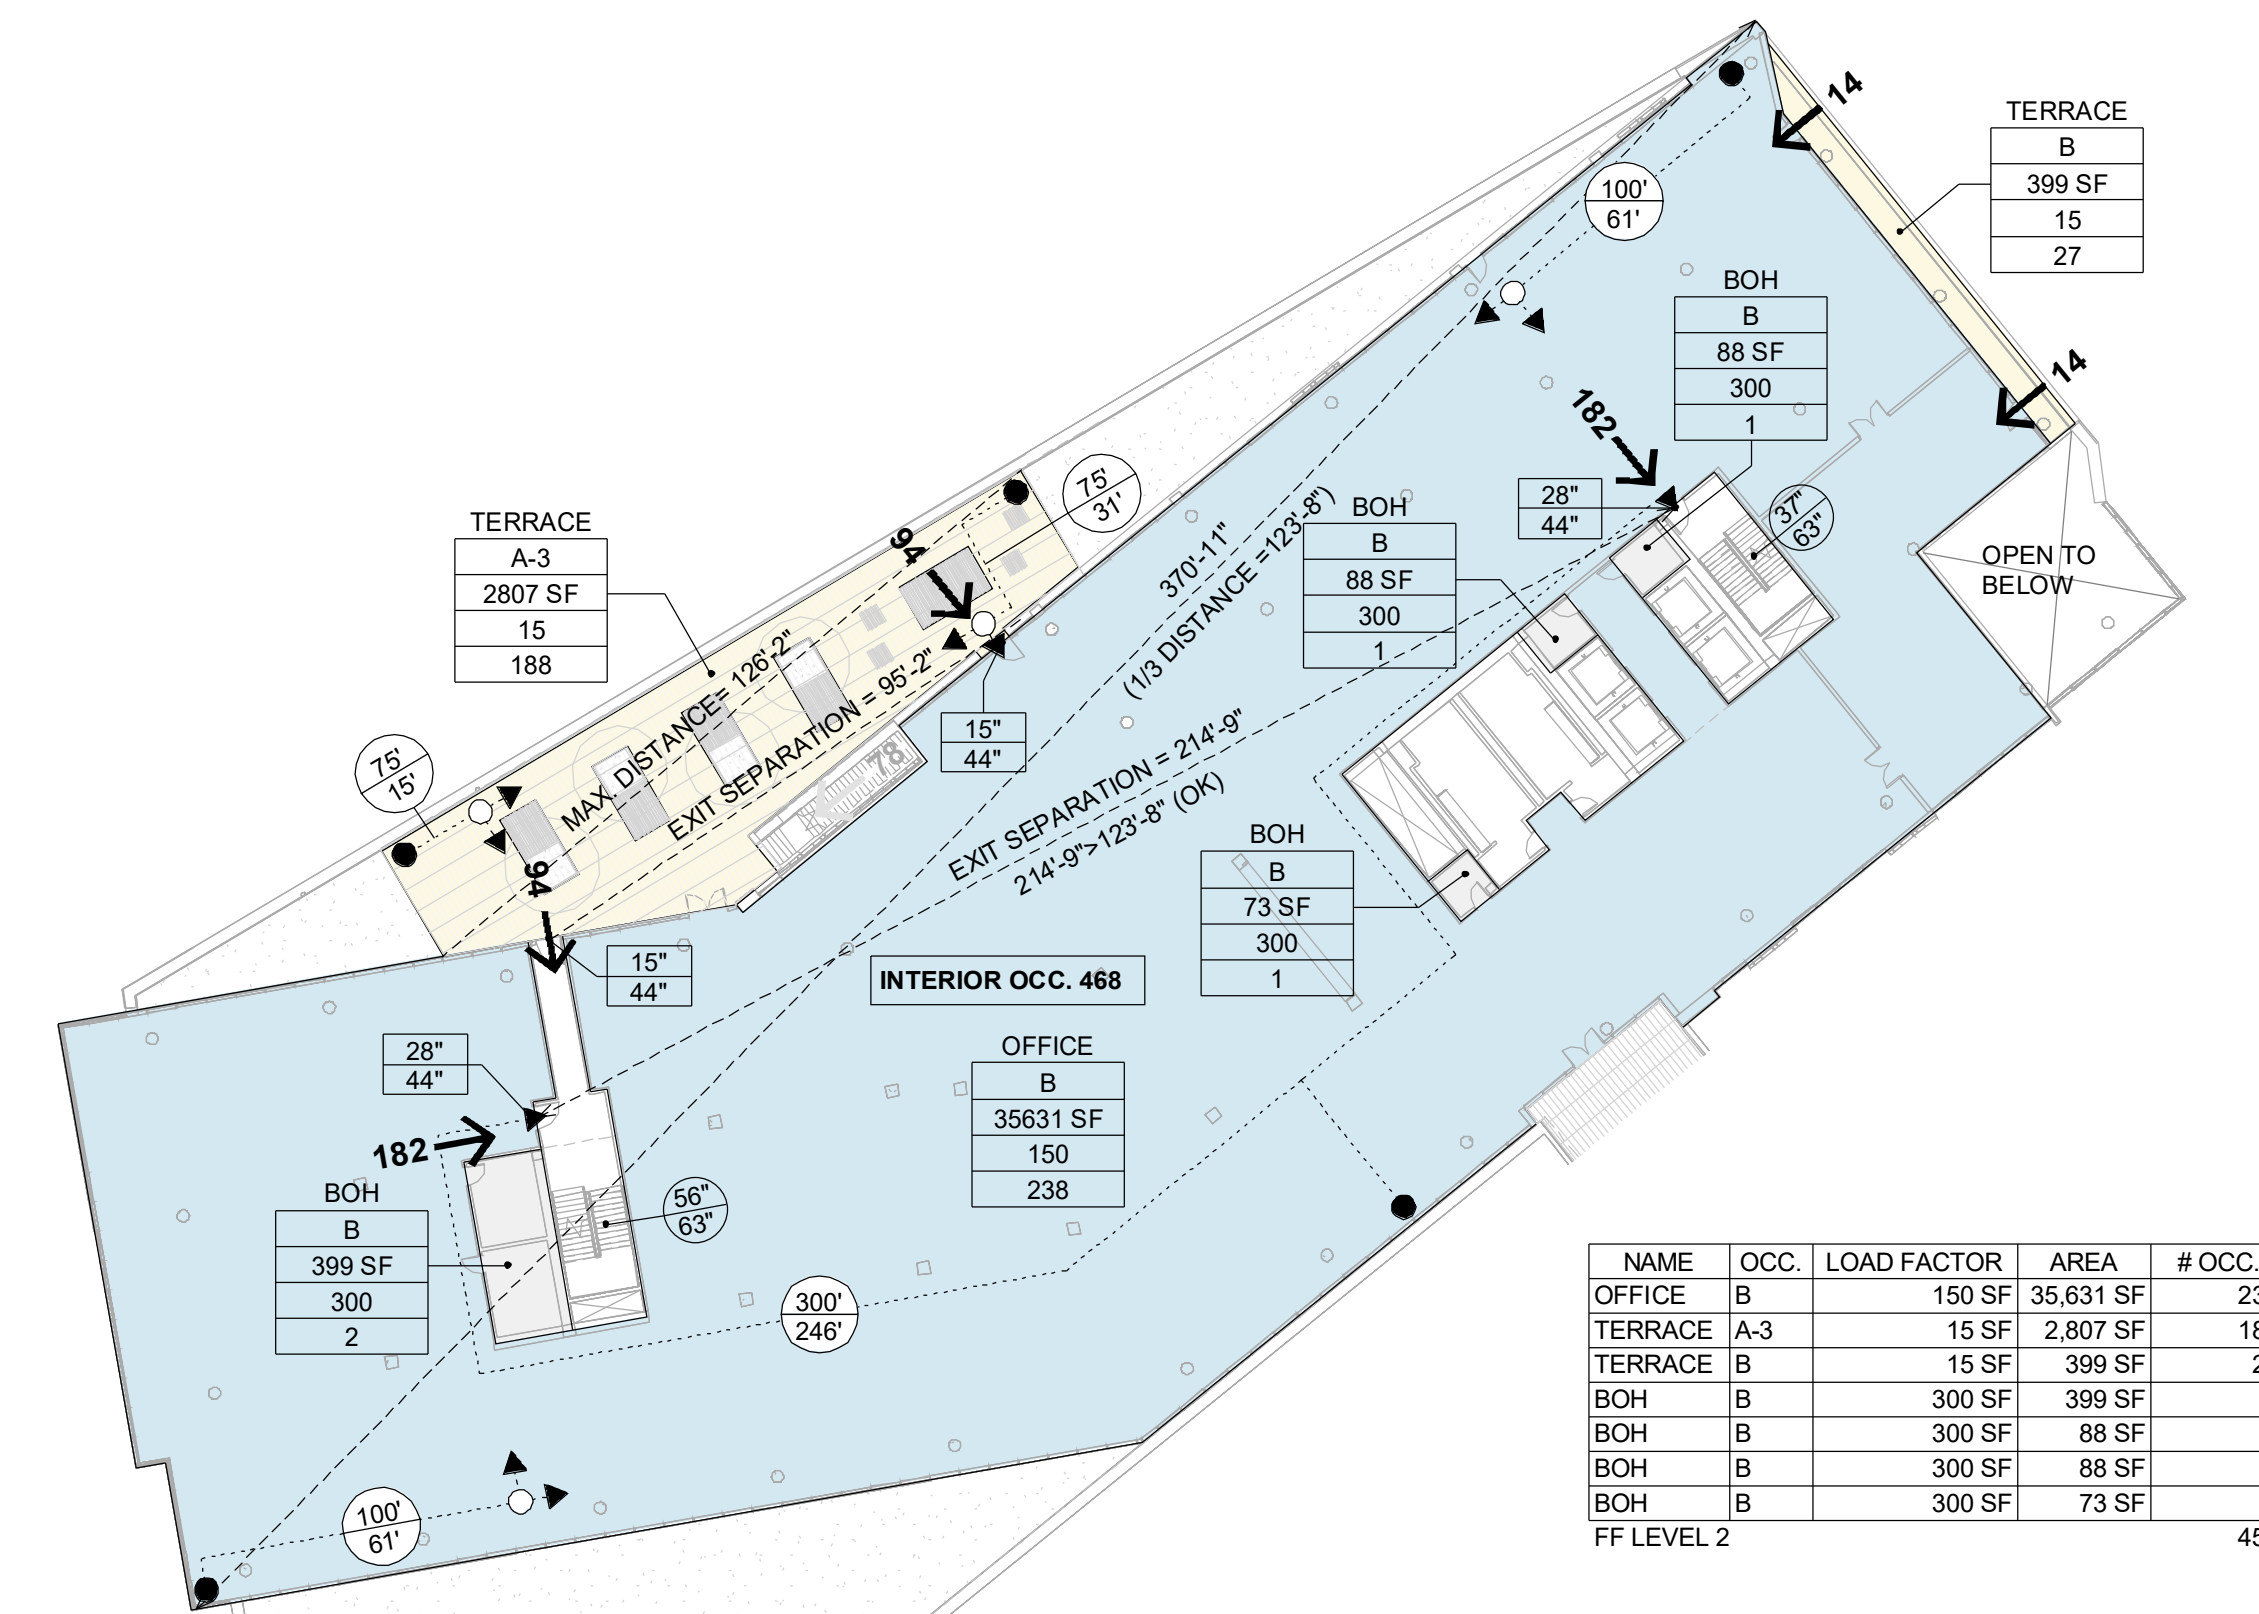 14
TERRACE
B
399 SF
15
27
100'
61'
BOH
B
88 SF
300
1
14
182
75'
31'
28"
44"
37"
63"
TERRACE
A-3
2807 SF
15
188
94
BOH
B
88 SF
300
1
370'-11"
(1/3 DISTANCE =123'-8")
OPEN TO
BELOW
MAX. DISTANCE= 126'-2"
EXIT SEPARATION = 95'-2"
15"
44"
75'
15'
78
EXIT SEPARATION = 214'-9"
214'-9">123'-8" (OK)
BOH
B
73 SF
300
1
94
15"
44"
INTERIOR OCC. 468
28"
44"
OFFICE
B
35631 SF
150
238
182
BOH
B
399 SF
300
2
56"
63"
300'
246'
100'
61'
NAME OCC. LOAD FACTOR AREA # OCC.
OFFICE B 150 SF 35,631 SF 23
TERRACE A-3 15 SF 2,807 SF 18
TERRACE B 15 SF 399 SF 2
BOH B 300 SF 399 SF
BOH B 300 SF 88 SF
BOH B 300 SF 88 SF
BOH B 300 SF 73 SF
FF LEVEL 2 45